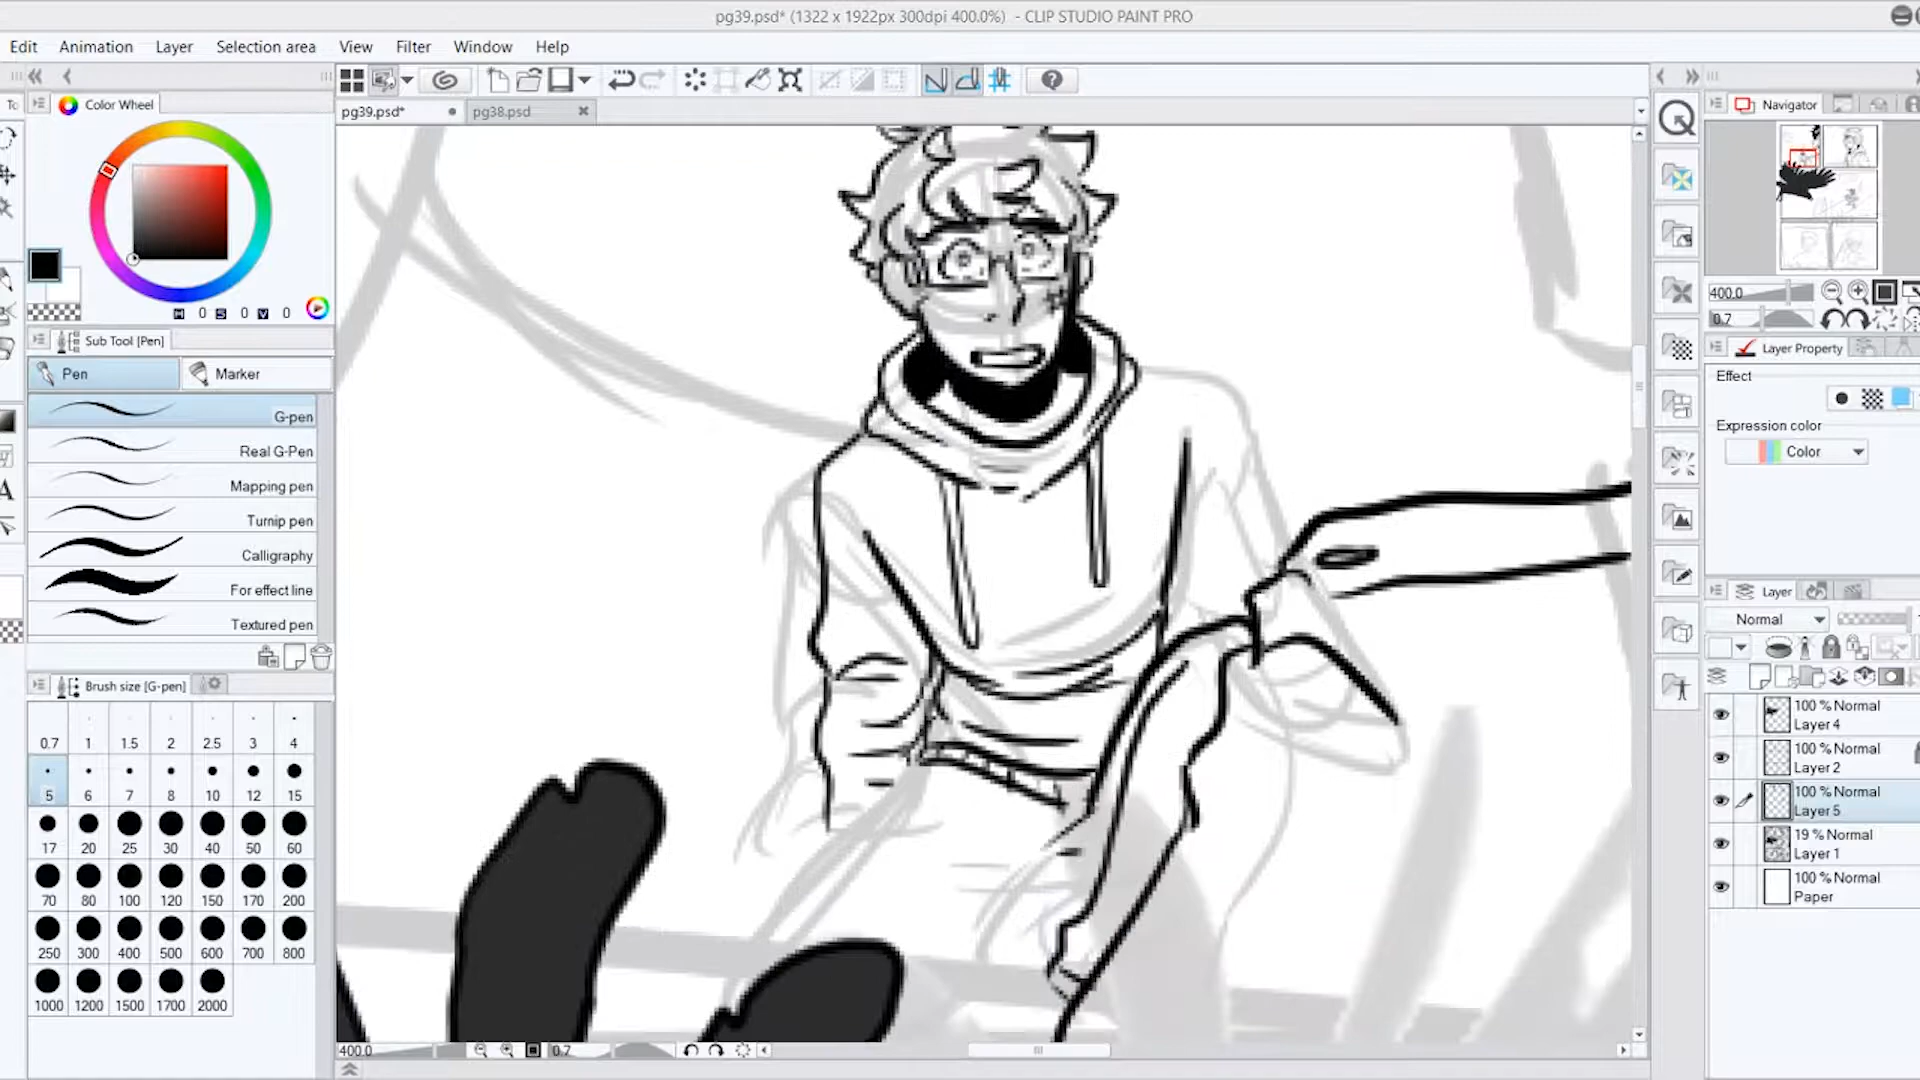 pg39.psd* (1322 x 1922px 300dpi 400.0%) - CLIP STUDIO PAINT PRO
Edit Animation Layer Selection area View Filter Window Help
To Color Wheel
pg39.psd* pg38.psd
Navigator
H 0 S 0 V 0
400.0
0.7
Sub Tool [Pen]
Layer Property
Pen Marker
Effect
G-pen
Expression color
Real G-Pen
Color
Mapping pen
Turnip pen
Calligraphy
For effect line
Layer
Textured pen
Normal
Brush size [G-pen]
0.7 1 1.5 2 2.5 3 4
5 6 7 8 10 12 15
17 20 25 30 40 50 60
70 80 100 120 150 170 200
250 300 400 500 600 700 800
1000 1200 1500 1700 2000
100 % Normal
Layer 4
100 % Normal
Layer 2
100 % Normal
Layer 5
19 % Normal
Layer 1
100 % Normal
Paper
400.0 0.7